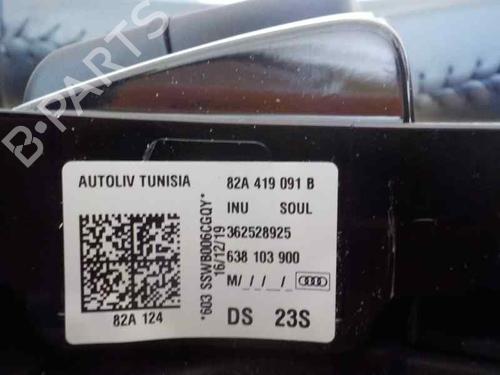 B-PARTS
AUTOLIV TUNISIA
82A 124
*603 SSWB006CGQY*
16/12/19
82A 419 091 B
INU SOUL
362528925
638 103 900
M/_/_/_/_
DS 23S